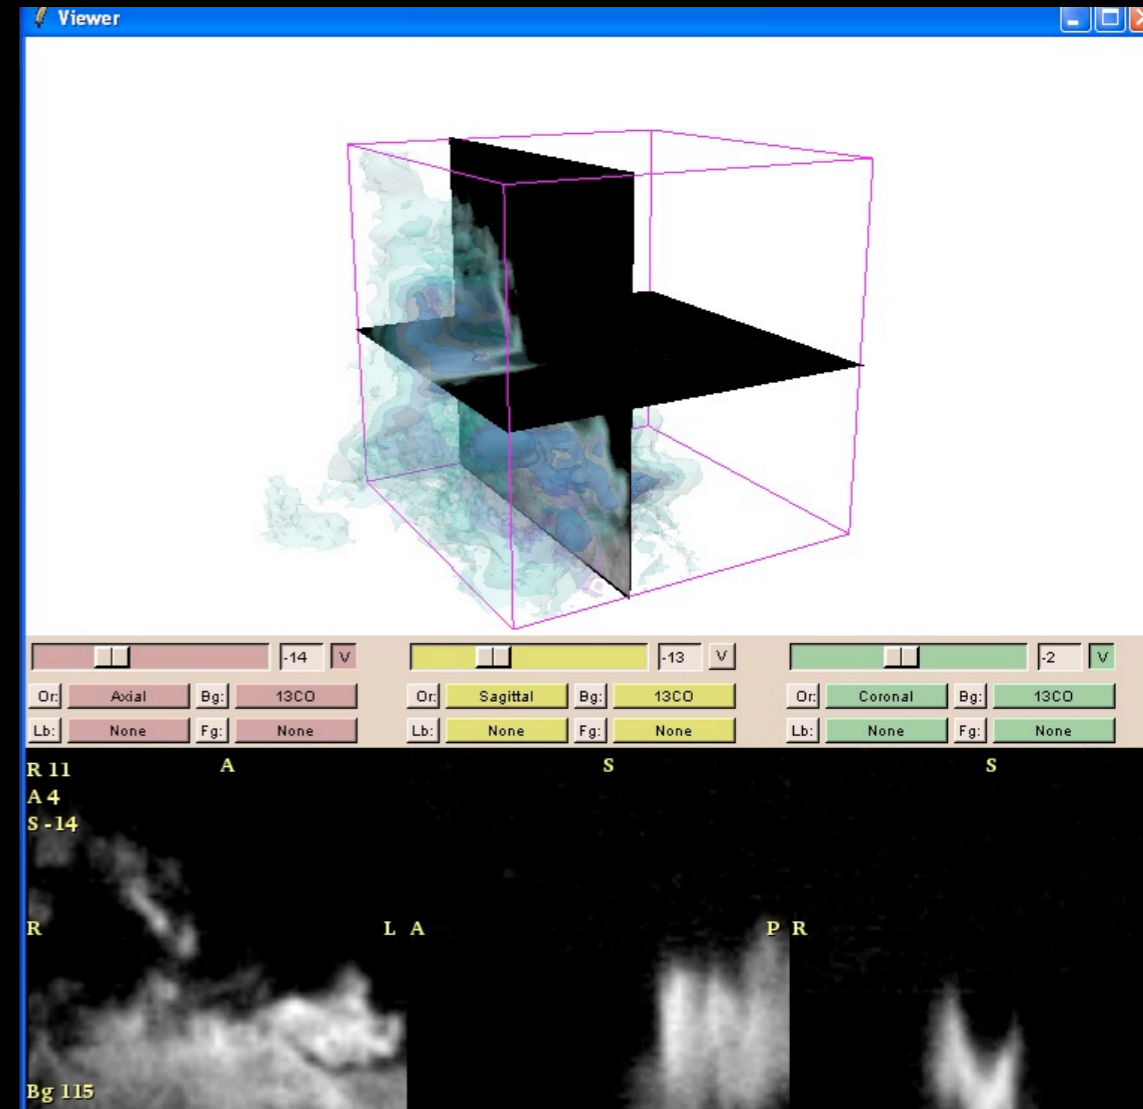 Viewer
-14 V -13 V -2 V
Or: Axial Bg: 13CO Or: Sagittal Bg: 13CO Or: Coronal Bg: 13CO
Lb: None Fg: None Lb: None Fg: None Lb: None Fg: None
R 11 A S S
A 4
S -14
R L A P R
Bg 115